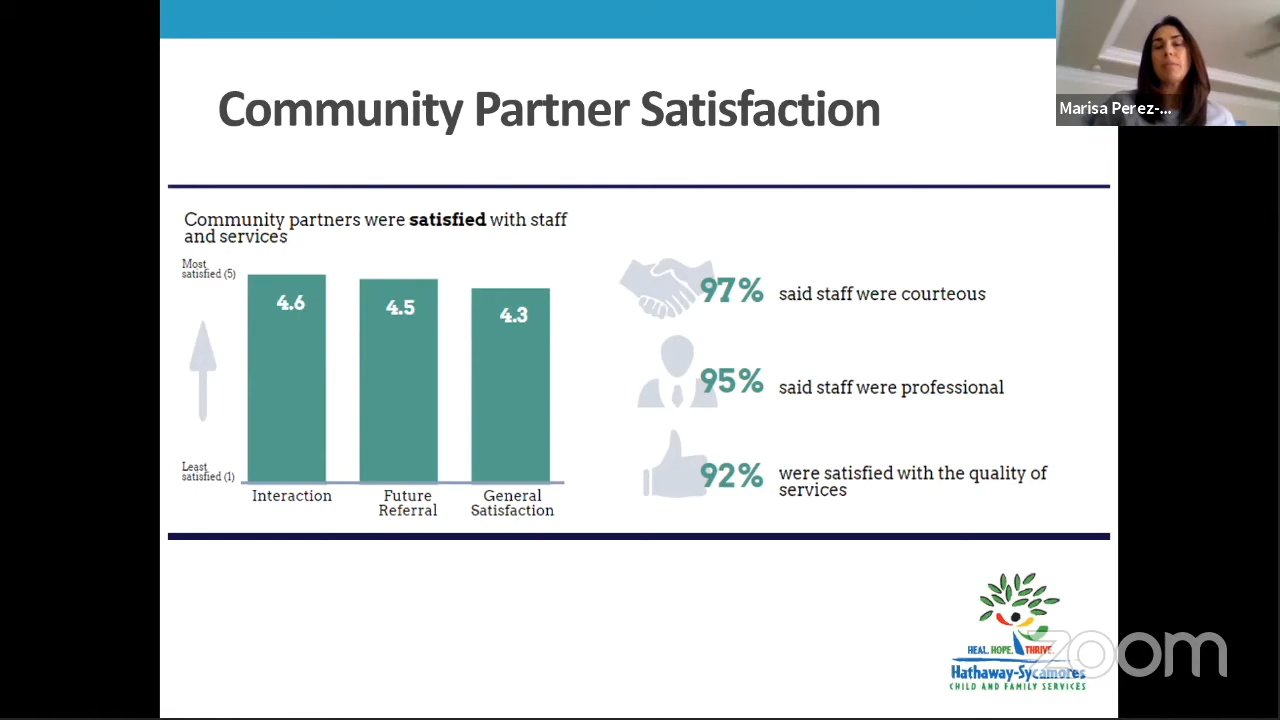 Community Partner Satisfaction
Marisa Perez-...
Community partners were satisfied with staff
and services
Most
satisfied (5)
4.6
4.5
4.3
Least
satisfied (1)
Interaction
Future
Referral
General
Satisfaction
97% said staff were courteous
95% said staff were professional
92% were satisfied with the quality of
services
HEAL. HOPE. THRIVE.
Hathaway-Sycamores
CHILD AND FAMILY SERVICES
zoom